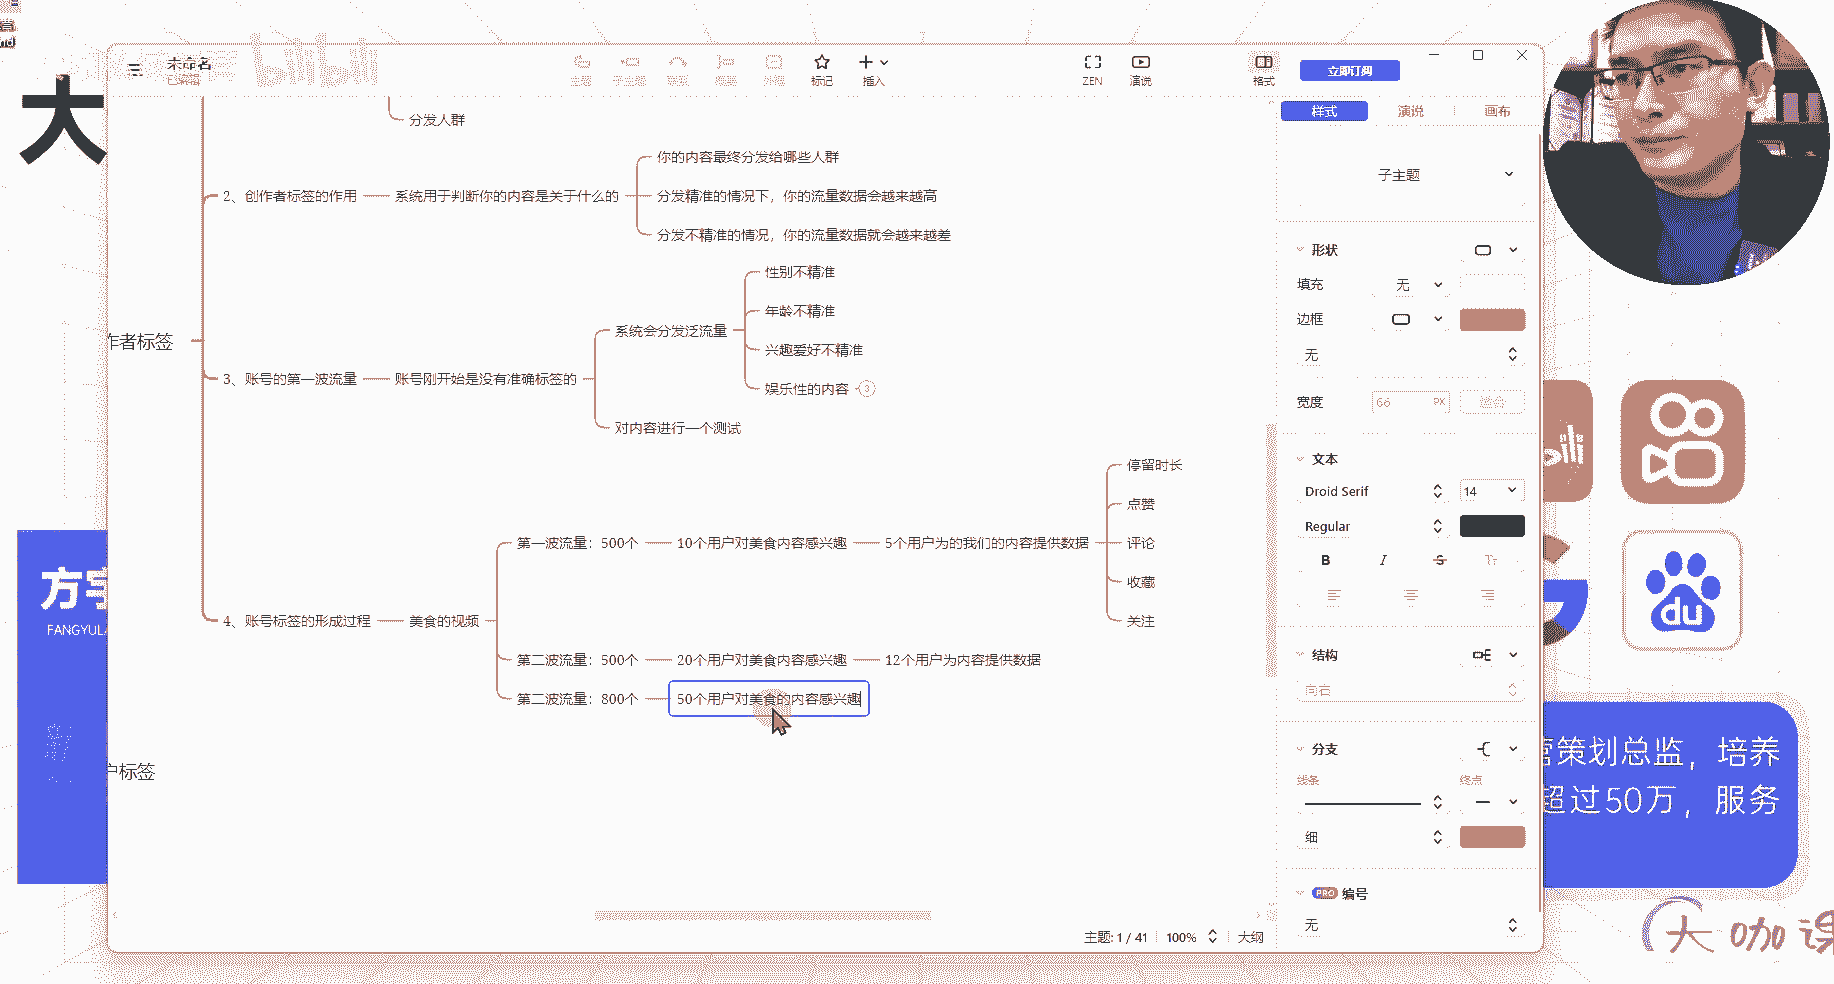 大
bilibili
未命名
已编辑
主题
子主题
概要
外框
标记
插入
ZEN
演说
格式
立即订阅
样式
演说
画布
分发人群
2、创作者标签的作用
系统用于判断你的内容是关于什么的
你的内容最终分发给哪些人群
分发精准的情况下，你的流量数据会越来越高
分发不精准的情况，你的流量数据就会越来越差
作者标签
3、账号的第一波流量
账号刚开始是没有准确标签的
系统会分发泛流量
性别不精准
年龄不精准
兴趣爱好不精准
娱乐性的内容
3
对内容进行一个测试
4、账号标签的形成过程
美食的视频
第一波流量：500个
10个用户对美食内容感兴趣
5个用户为的我们的内容提供数据
停留时长
点赞
评论
收藏
关注
第二波流量：500个
20个用户对美食内容感兴趣
12个用户为内容提供数据
第二波流量：800个
50个用户对美食的内容感兴趣
户标签
主题: 1 / 41
100%
大纲
子主题
形状
填充
无
边框
无
宽度
66
PX
适合
文本
Droid Serif
14
Regular
B
I
S
Tr
结构
向右
分支
线条
终点
细
PRO 编号
无
方宇
FANGYULA
bili
du
营策划总监，培养
超过50万，服务
大咖课